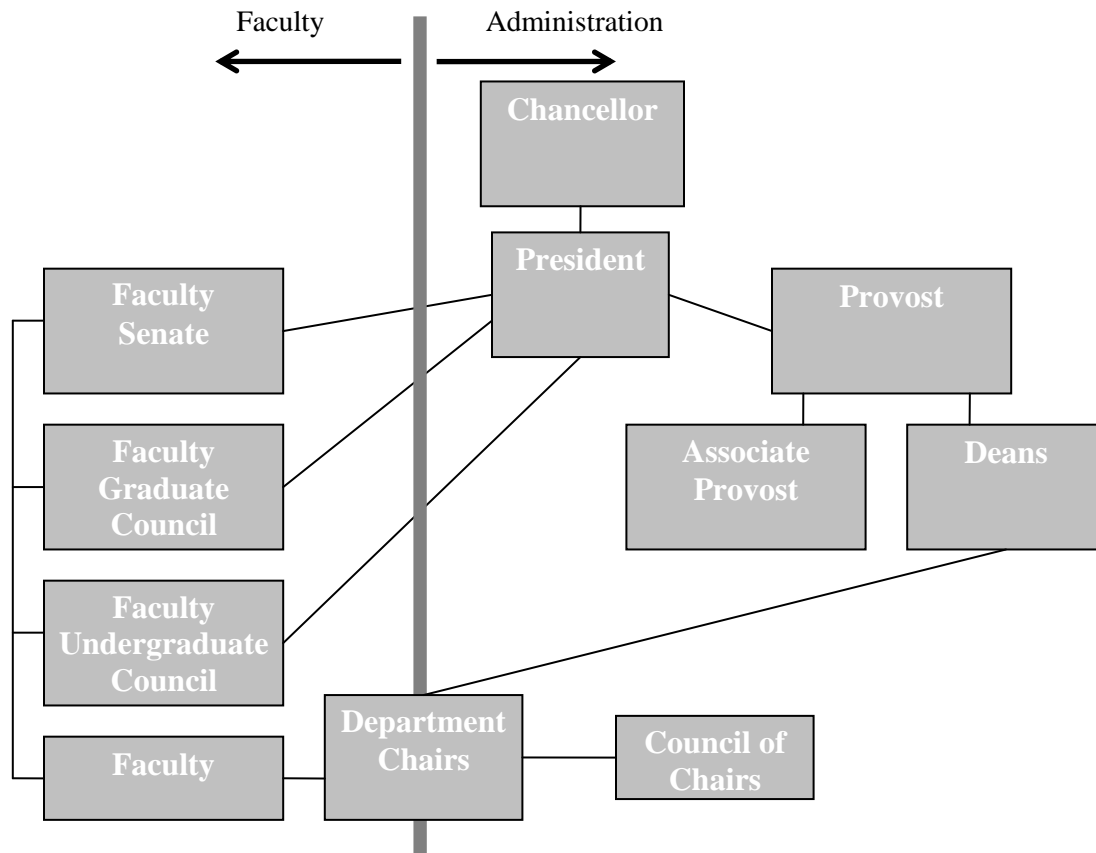 Faculty
Administration
Chancellor
President
Faculty
Senate
Provost
Faculty
Graduate
Council
Associate
Provost
Deans
Faculty
Undergraduate
Council
Department
Chairs
Council of
Chairs
Faculty